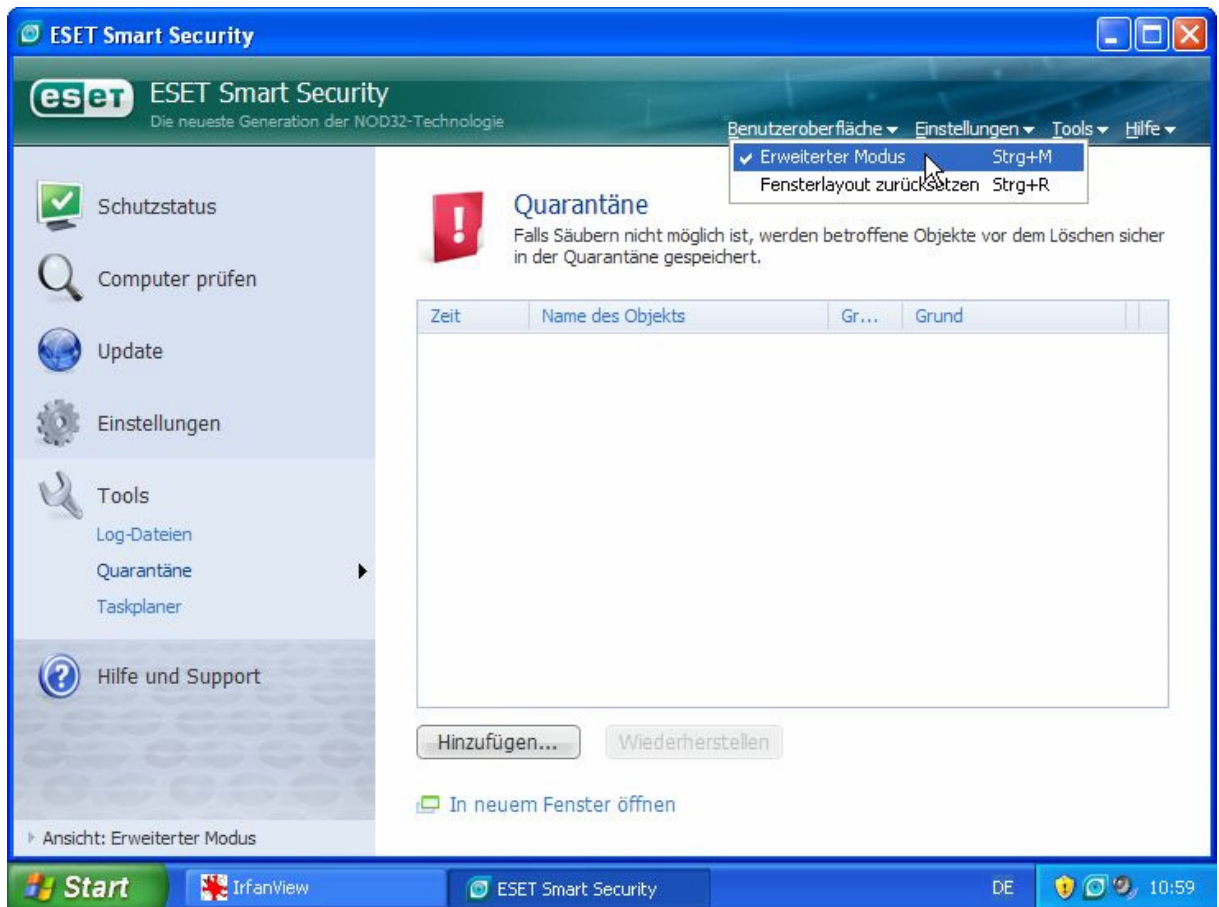 ESET Smart Security
eset
ESET Smart Security
Die neueste Generation der NOD32-Technologie
Benutzeroberfläche Einstellungen Tools Hilfe
Erweiterter Modus Strg+M
Fensterlayout zurücksetzen Strg+R
Schutzstatus
Computer prüfen
Update
Einstellungen
Tools
Log-Dateien
Quarantäne
Taskplaner
Hilfe und Support
Ansicht: Erweiterter Modus
Quarantäne
Falls Säubern nicht möglich ist, werden betroffene Objekte vor dem Löschen sicher
in der Quarantäne gespeichert.
Zeit Name des Objekts Gr... Grund
Hinzufügen... Wiederherstellen
In neuem Fenster öffnen
Start IrfanView ESET Smart Security DE 10:59